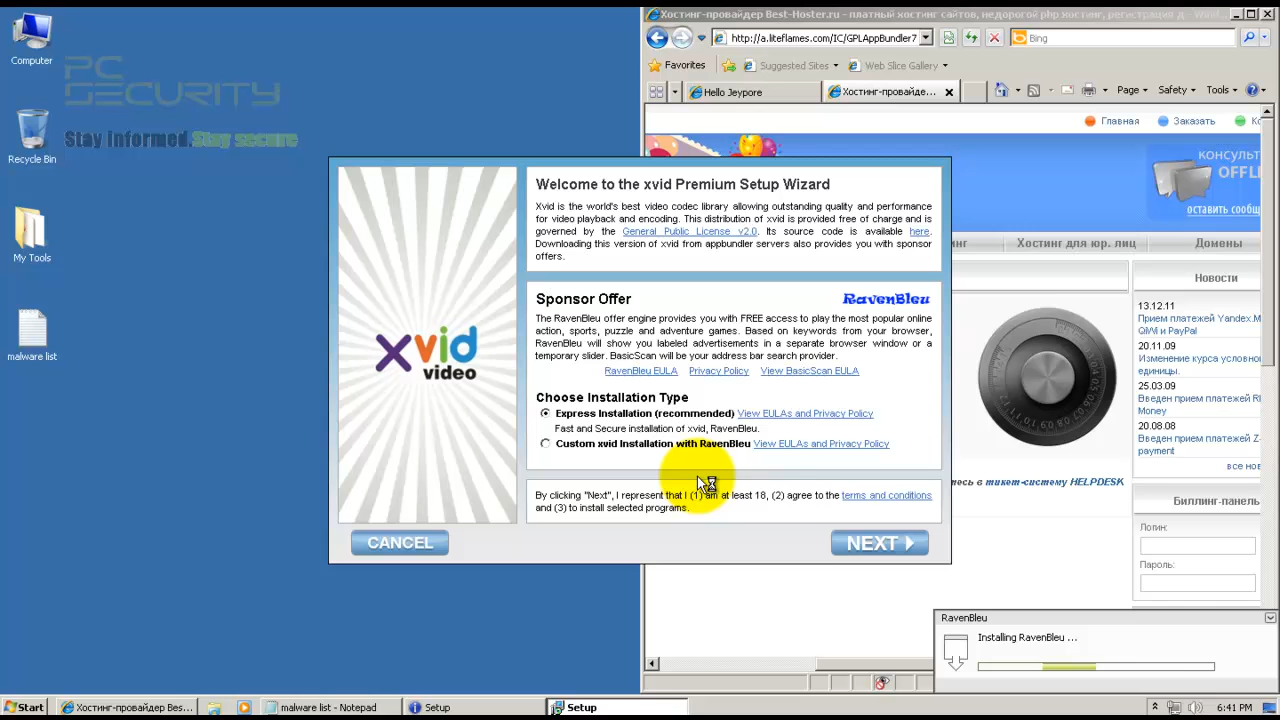 Computer
PC
SECURITY
Stay informed.Stay secure
Recycle Bin
My Tools
malware list
Хостинг-провайдер Best-Hoster.ru - платный хостинг сайтов, недорогой php хостинг, регистрация д
http://a.liteflames.com/IC/GPLAppBundler7
Bing
Favorites
Suggested Sites
Web Slice Gallery
Hello Jeypore
Хостинг-провайде...
Page
Safety
Tools
Главная
Заказать
КОНСУЛЬТ
OFFLI
оставить сообщ
нг
Хостинг для юр. лиц
Домены
Новости
13.12.11
Прием платежей Yandex.M
QiWi и PayPal
20.11.09
Изменение курса условно
единицы.
25.03.09
Введен прием платежей R
Money
20.08.08
Введен прием платежей Z-
payment
все нов
есь в тикет-систему HELPDESK
Биллинг-панель
Логин:
Пароль:
Welcome to the xvid Premium Setup Wizard
Xvid is the world's best video codec library allowing outstanding quality and performance
for video playback and encoding. This distribution of xvid is provided free of charge and is
governed by the General Public License v2.0. Its source code is available here.
Downloading this version of xvid from appbundler servers also provides you with sponsor
offers.
xvid
video
Sponsor Offer
RavenBleu
The RavenBleu offer engine provides you with FREE access to play the most popular online
action, sports, puzzle and adventure games. Based on keywords from your browser,
RavenBleu will show you labeled advertisements in a separate browser window or a
temporary slider. BasicScan will be your address bar search provider.
RavenBleu EULA Privacy Policy View BasicScan EULA
Choose Installation Type
Express Installation (recommended) View EULAs and Privacy Policy
Fast and Secure installation of xvid, RavenBleu.
Custom xvid Installation with RavenBleu View EULAs and Privacy Policy
By clicking "Next", I represent that I (1) am at least 18, (2) agree to the terms and conditions
and (3) to install selected programs.
CANCEL
NEXT
RavenBleu
Installing RavenBleu ...
Start
Хостинг-провайдер Bes...
malware list - Notepad
Setup
Setup
6:41 PM